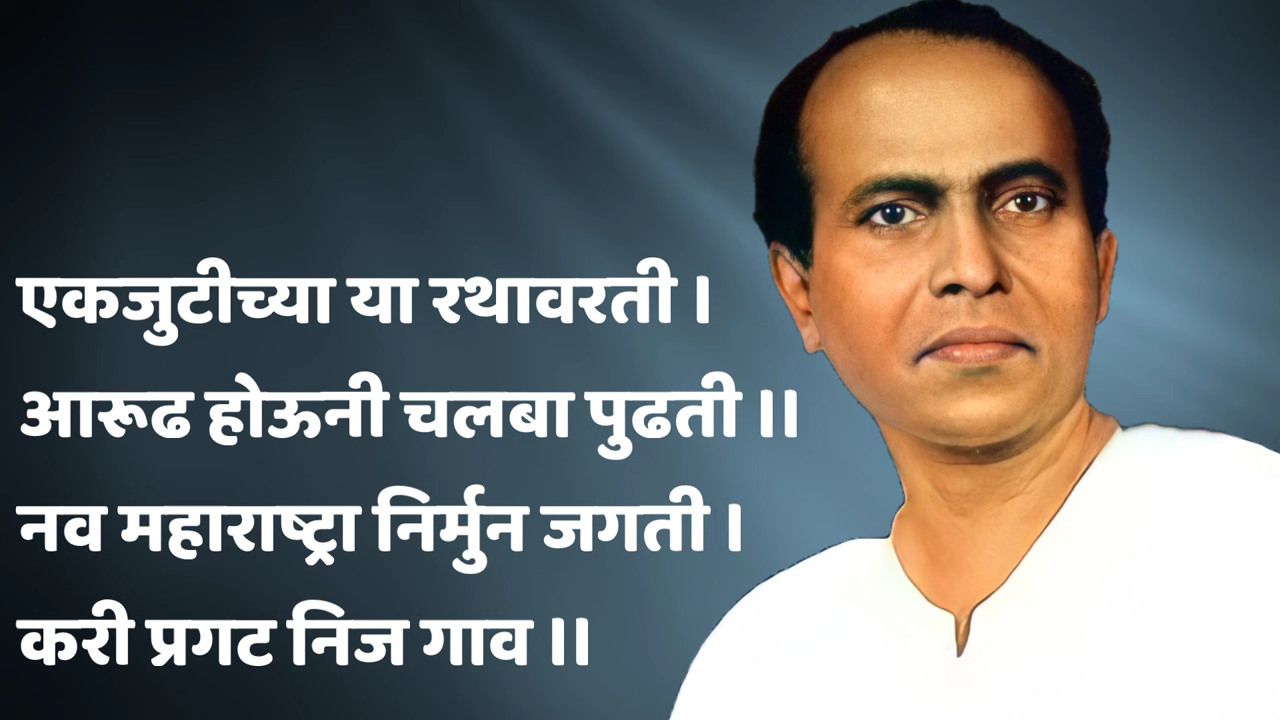 एकजुटीच्या या रथावरती ।
आरूढ होऊनी चलबा पुढती ।।
नव महाराष्ट्रा निर्मुन जगती ।
करी प्रगट निज गाव ।।